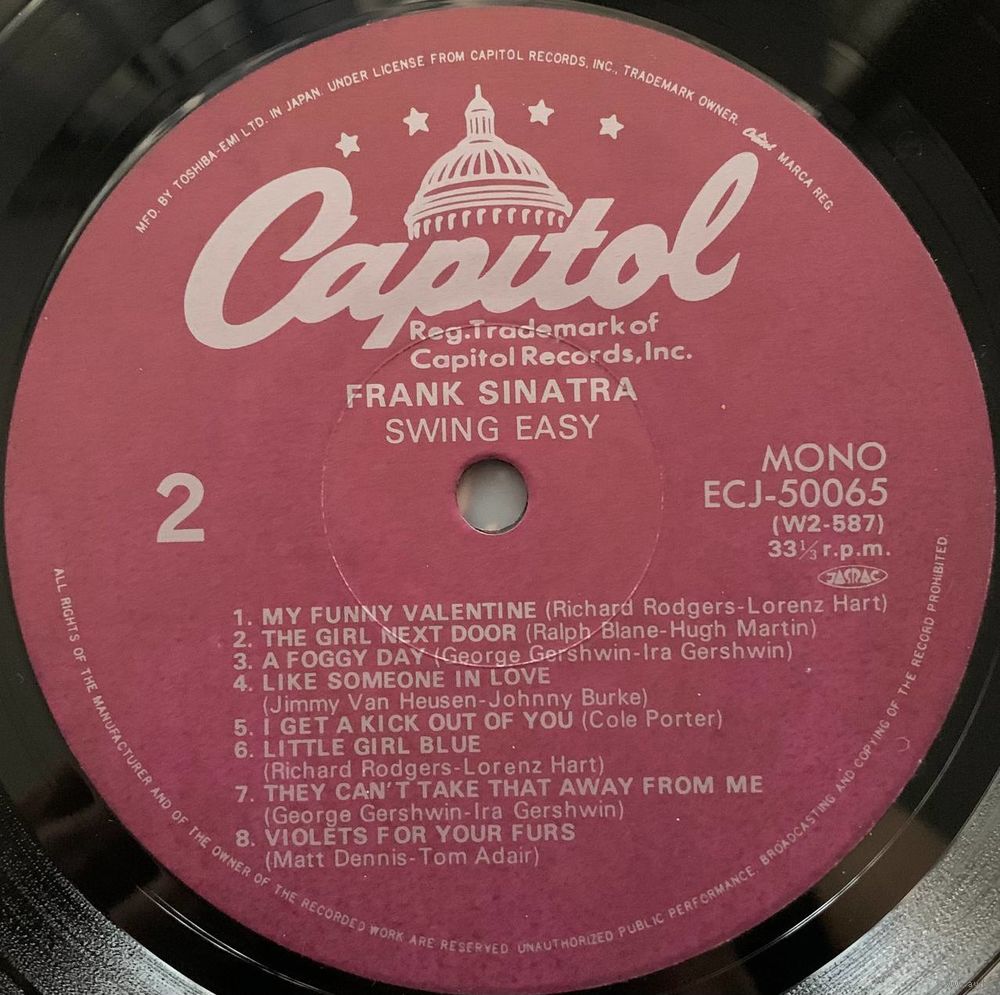 MFD. BY TOSHIBA-EMI LTD. IN JAPAN. UNDER LICENSE FROM CAPITOL RECORDS, INC., TRADEMARK OWNER. Capitol MARCA REG.
Capitol
Reg.Trademark of
Capitol Records,Inc.
FRANK SINATRA
SWING EASY
2
MONO
ECJ-50065
(W2-587)
33⅓ r.p.m.
JASRAC
1. MY FUNNY VALENTINE (Richard Rodgers-Lorenz Hart)
2. THE GIRL NEXT DOOR (Ralph Blane-Hugh Martin)
3. A FOGGY DAY (George Gershwin-Ira Gershwin)
4. LIKE SOMEONE IN LOVE
(Jimmy Van Heusen-Johnny Burke)
5. I GET A KICK OUT OF YOU (Cole Porter)
6. LITTLE GIRL BLUE
(Richard Rodgers-Lorenz Hart)
7. THEY CAN'T TAKE THAT AWAY FROM ME
(George Gershwin-Ira Gershwin)
8. VIOLETS FOR YOUR FURS
(Matt Dennis-Tom Adair)
ALL RIGHTS OF THE MANUFACTURER AND OF THE OWNER OF THE RECORDED WORK ARE RESERVED. UNAUTHORIZED PUBLIC PERFORMANCE, BROADCASTING AND COPYING OF THE RECORD PROHIBITED.